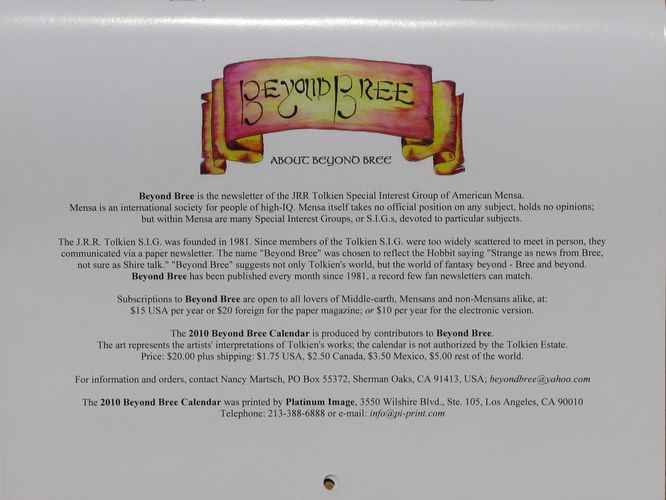 BEYOND BREE
ABOUT BEYOND BREE
Beyond Bree is the newsletter of the JRR Tolkien Special Interest Group of American Mensa.
Mensa is an international society for people of high-IQ. Mensa itself takes no official position on any subject, holds no opinions;
but within Mensa are many Special Interest Groups, or S.I.G.s, devoted to particular subjects.
The J.R.R. Tolkien S.I.G. was founded in 1981. Since members of the Tolkien S.I.G. were too widely scattered to meet in person, they
communicated via a paper newsletter. The name "Beyond Bree" was chosen to reflect the Hobbit saying "Strange as news from Bree,
not sure as Shire talk." "Beyond Bree" suggests not only Tolkien's world, but the world of fantasy beyond - Bree and beyond.
Beyond Bree has been published every month since 1981, a record few fan newsletters can match.
Subscriptions to Beyond Bree are open to all lovers of Middle-earth, Mensans and non-Mensans alike, at:
$15 USA per year or $20 foreign for the paper magazine; or $10 per year for the electronic version.
The 2010 Beyond Bree Calendar is produced by contributors to Beyond Bree.
The art represents the artists' interpretations of Tolkien's works; the calendar is not authorized by the Tolkien Estate.
Price: $20.00 plus shipping: $1.75 USA, $2.50 Canada, $3.50 Mexico, $5.00 rest of the world.
For information and orders, contact Nancy Martsch, PO Box 55372, Sherman Oaks, CA 91413, USA; beyondbree@yahoo.com
The 2010 Beyond Bree Calendar was printed by Platinum Image, 3550 Wilshire Blvd., Ste. 105, Los Angeles, CA 90010
Telephone: 213-388-6888 or e-mail: info@pi-print.com